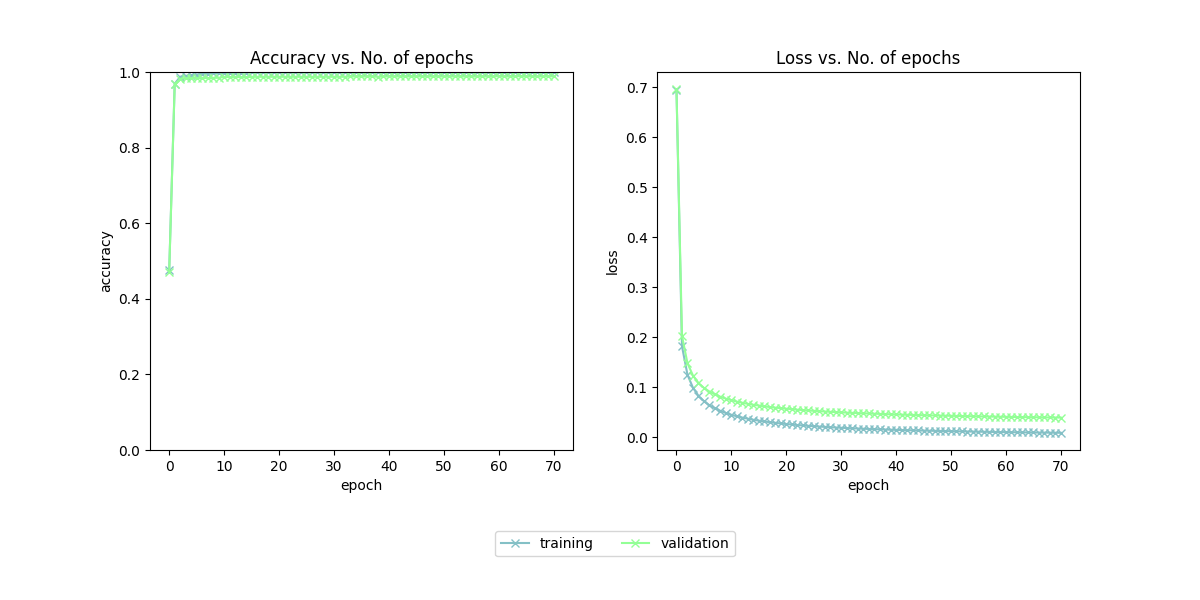 Accuracy vs. No. of epochs
1.0
0.8
0.6
0.4
0.2
0.0
accuracy
0 10 20 30 40 50 60 70
epoch
Loss vs. No. of epochs
0.7
0.6
0.5
0.4
0.3
0.2
0.1
0.0
loss
0 10 20 30 40 50 60 70
epoch
training validation